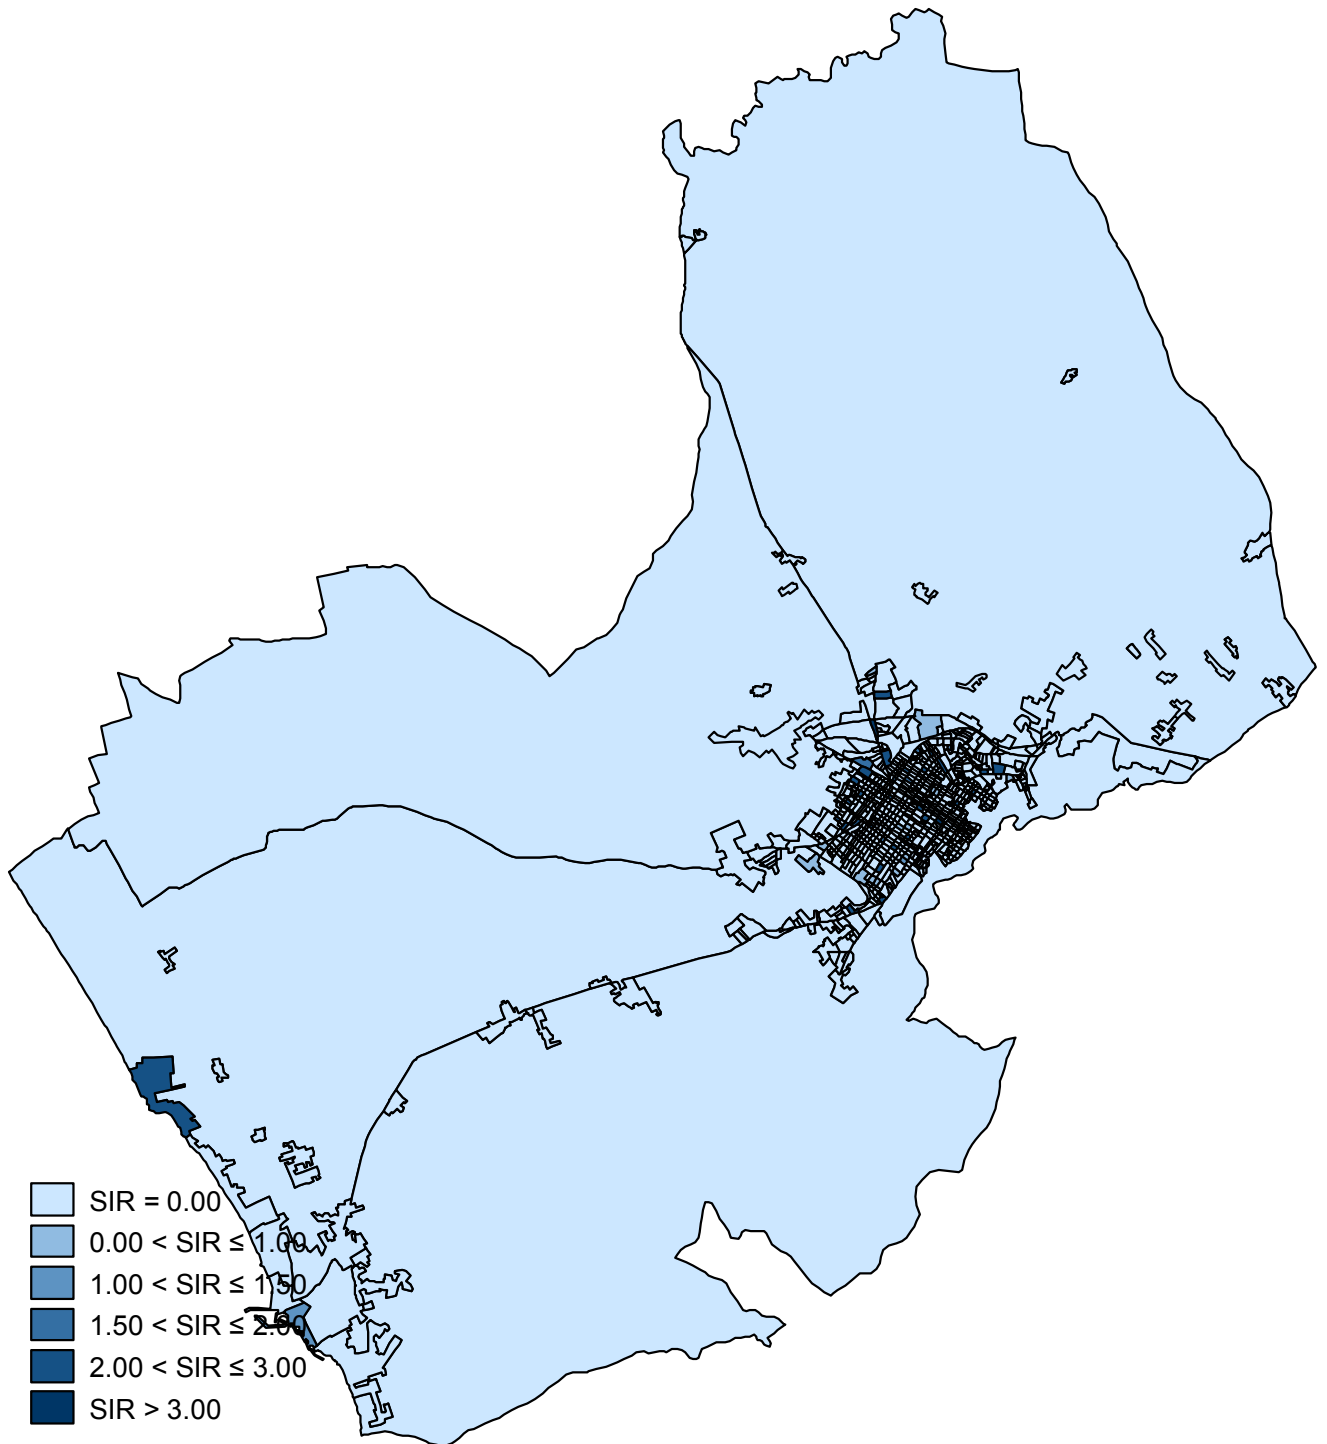 SIR = 0.00
0.00 < SIR ≤ 1.00
1.00 < SIR ≤ 1.50
1.50 < SIR ≤ 2.00
2.00 < SIR ≤ 3.00
SIR > 3.00